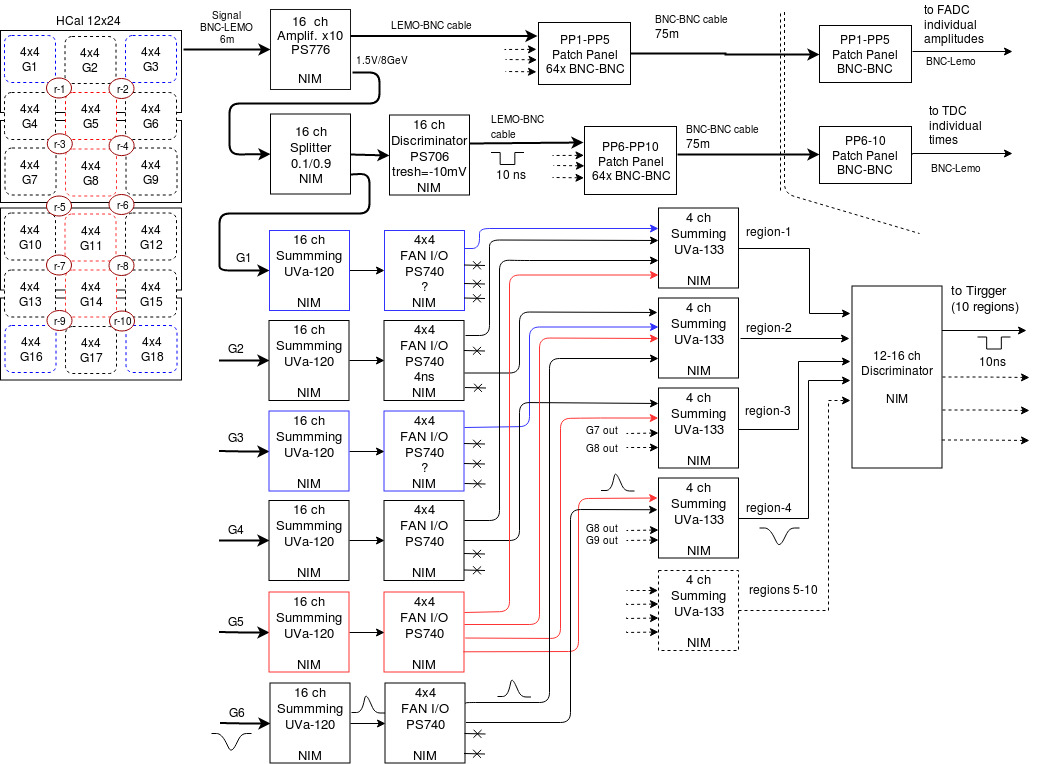 HCal 12x24
4x4
G1
4x4
G2
4x4
G3
r-1
r-2
4x4
G4
4x4
G5
4x4
G6
r-3
r-4
4x4
G7
4x4
G8
4x4
G9
r-5
r-6
4x4
G10
4x4
G11
4x4
G12
r-7
r-8
4x4
G13
4x4
G14
4x4
G15
r-9
r-10
4x4
G16
4x4
G17
4x4
G18
Signal
BNC-LEMO
6m
16 ch
Amplif. x10
PS776
NIM
LEMO-BNC cable
1.5V/8GeV
PP1-PP5
Patch Panel
64x BNC-BNC
BNC-BNC cable
75m
PP1-PP5
Patch Panel
BNC-BNC
to FADC
individual
amplitudes
BNC-Lemo
16 ch
Splitter
0.1/0.9
NIM
16 ch
Discriminator
PS706
tresh=-10mV
NIM
LEMO-BNC
cable
10 ns
PP6-PP10
Patch Panel
64x BNC-BNC
BNC-BNC cable
75m
PP6-10
Patch Panel
BNC-BNC
to TDC
individual
times
BNC-Lemo
G1
16 ch
Summming
UVa-120
NIM
4x4
FAN I/O
PS740
?
NIM
G2
16 ch
Summming
UVa-120
NIM
4x4
FAN I/O
PS740
4ns
NIM
G3
16 ch
Summming
UVa-120
NIM
4x4
FAN I/O
PS740
?
NIM
G4
16 ch
Summming
UVa-120
NIM
4x4
FAN I/O
PS740
NIM
G5
16 ch
Summming
UVa-120
NIM
4x4
FAN I/O
PS740
NIM
G6
16 ch
Summming
UVa-120
NIM
4x4
FAN I/O
PS740
NIM
4 ch
Summing
UVa-133
NIM
region-1
4 ch
Summing
UVa-133
NIM
region-2
G7 out
G8 out
4 ch
Summing
UVa-133
NIM
region-3
G8 out
G9 out
4 ch
Summing
UVa-133
NIM
region-4
4 ch
Summing
UVa-133
NIM
regions 5-10
12-16 ch
Discriminator
NIM
to Tirgger
(10 regions)
10ns